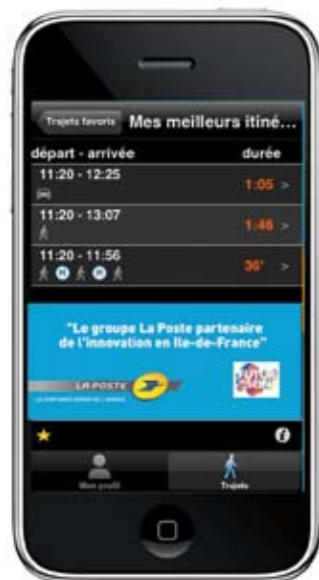 Trajets favoris Mes meilleurs itiné...
départ - arrivée durée
11:20 - 12:25
1:05 >
11:20 - 13:07
1:46 >
11:20 - 11:56
M M
36' >
"Le groupe La Poste partenaire
de l'innovation en Ile-de-France"
LA POSTE
Mon profil Trajets